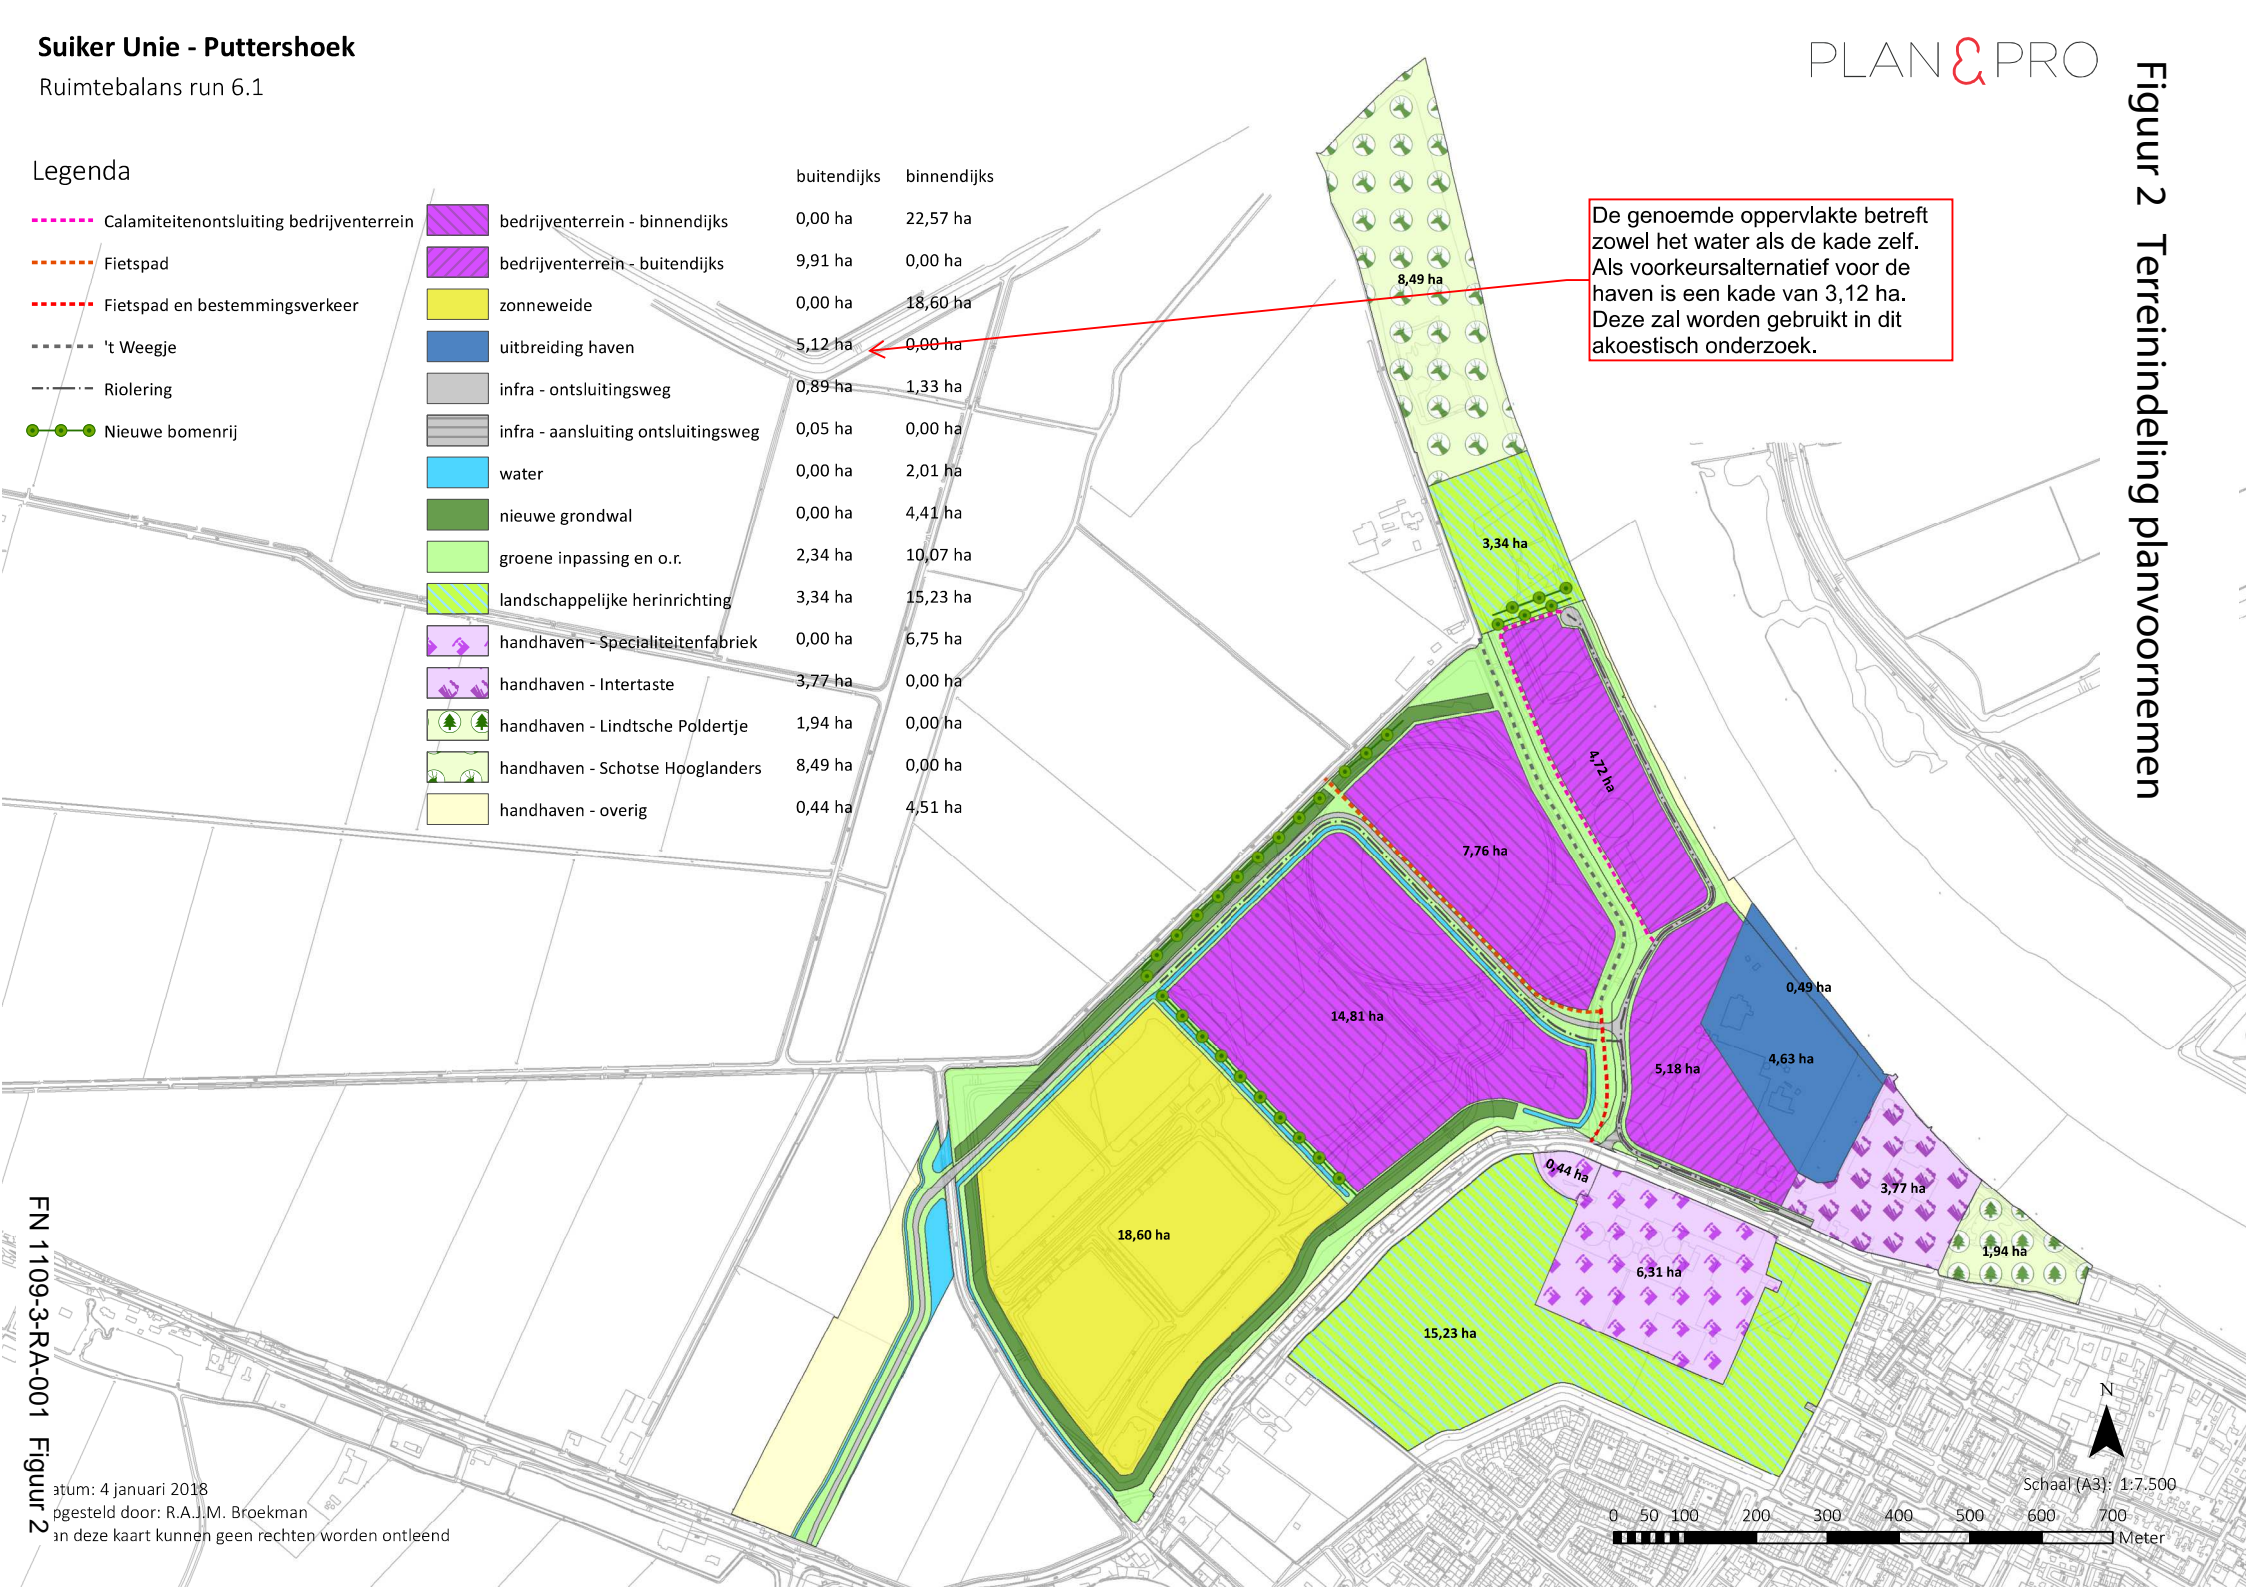 Suiker Unie - Puttershoek
Ruimtebalans run 6.1
PLAN & PRO
Figuur 2 Terreinindeling planvoornemen
Legenda
Calamiteitenontsluiting bedrijventerrein
Fietspad
Fietspad en bestemmingsverkeer
't Weegje
Riolering
Nieuwe bomenrij
buitendijks binnendijks
bedrijventerrein - binnendijks 0,00 ha 22,57 ha
bedrijventerrein - buitendijks 9,91 ha 0,00 ha
zonneweide 0,00 ha 18,60 ha
uitbreiding haven 5,12 ha 0,00 ha
infra - ontsluitingsweg 0,89 ha 1,33 ha
infra - aansluiting ontsluitingsweg 0,05 ha 0,00 ha
water 0,00 ha 2,01 ha
nieuwe grondwal 0,00 ha 4,41 ha
groene inpassing en o.r. 2,34 ha 10,07 ha
landschappelijke herinrichting 3,34 ha 15,23 ha
handhaven - Specialiteitenfabriek 0,00 ha 6,75 ha
handhaven - Intertaste 3,77 ha 0,00 ha
handhaven - Lindtsche Poldertje 1,94 ha 0,00 ha
handhaven - Schotse Hooglanders 8,49 ha 0,00 ha
handhaven - overig 0,44 ha 4,51 ha
De genoemde oppervlakte betreft
zowel het water als de kade zelf.
Als voorkeursalternatief voor de
haven is een kade van 3,12 ha.
Deze zal worden gebruikt in dit
akoestisch onderzoek.
8,49 ha
3,34 ha
4,72 ha
7,76 ha
0,49 ha
14,81 ha
4,63 ha
5,18 ha
0,44 ha
3,77 ha
18,60 ha
1,94 ha
6,31 ha
15,23 ha
FN 1109-3-RA-001 Figuur 2
atum: 4 januari 2018
pgesteld door: R.A.J.M. Broekman
an deze kaart kunnen geen rechten worden ontleend
N
Schaal (A3): 1:7.500
0 50 100 200 300 400 500 600 700
Meter